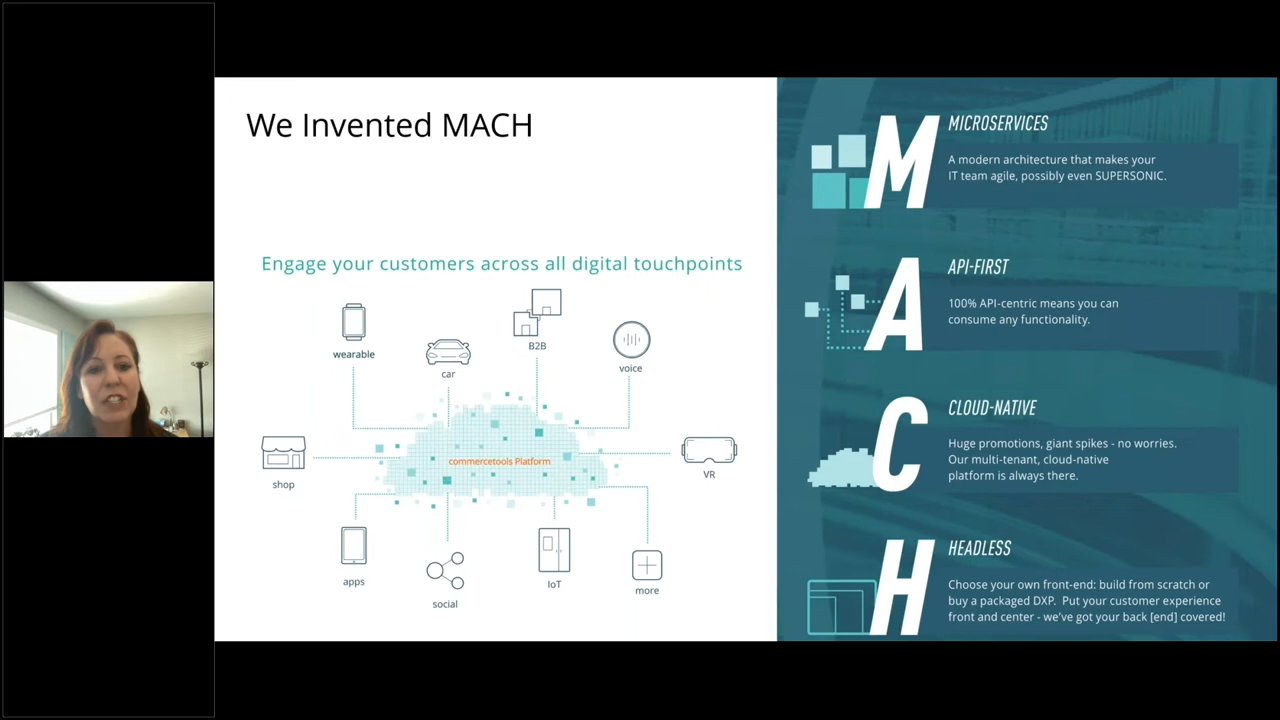 We Invented MACH
Engage your customers across all digital touchpoints
wearable
car
B2B
voice
shop
commercetools Platform
VR
apps
social
IoT
more
M
MICROSERVICES
A modern architecture that makes your
IT team agile, possibly even SUPERSONIC.
A
API-FIRST
100% API-centric means you can
consume any functionality.
C
CLOUD-NATIVE
Huge promotions, giant spikes - no worries.
Our multi-tenant, cloud-native
platform is always there.
H
HEADLESS
Choose your own front-end: build from scratch or
buy a packaged DXP. Put your customer experience
front and center - we've got your back [end] covered!